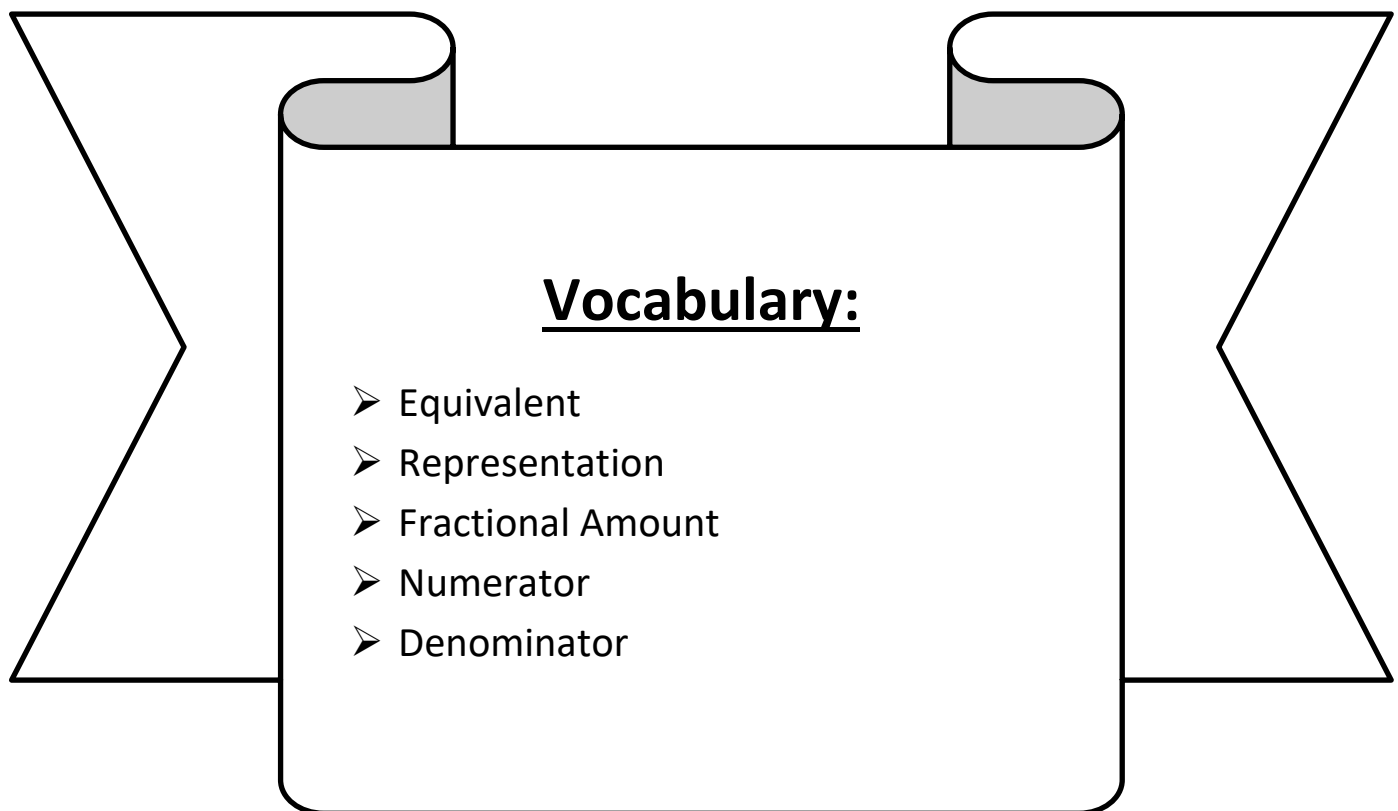 Vocabulary:
➢ Equivalent
➢ Representation
➢ Fractional Amount
➢ Numerator
➢ Denominator